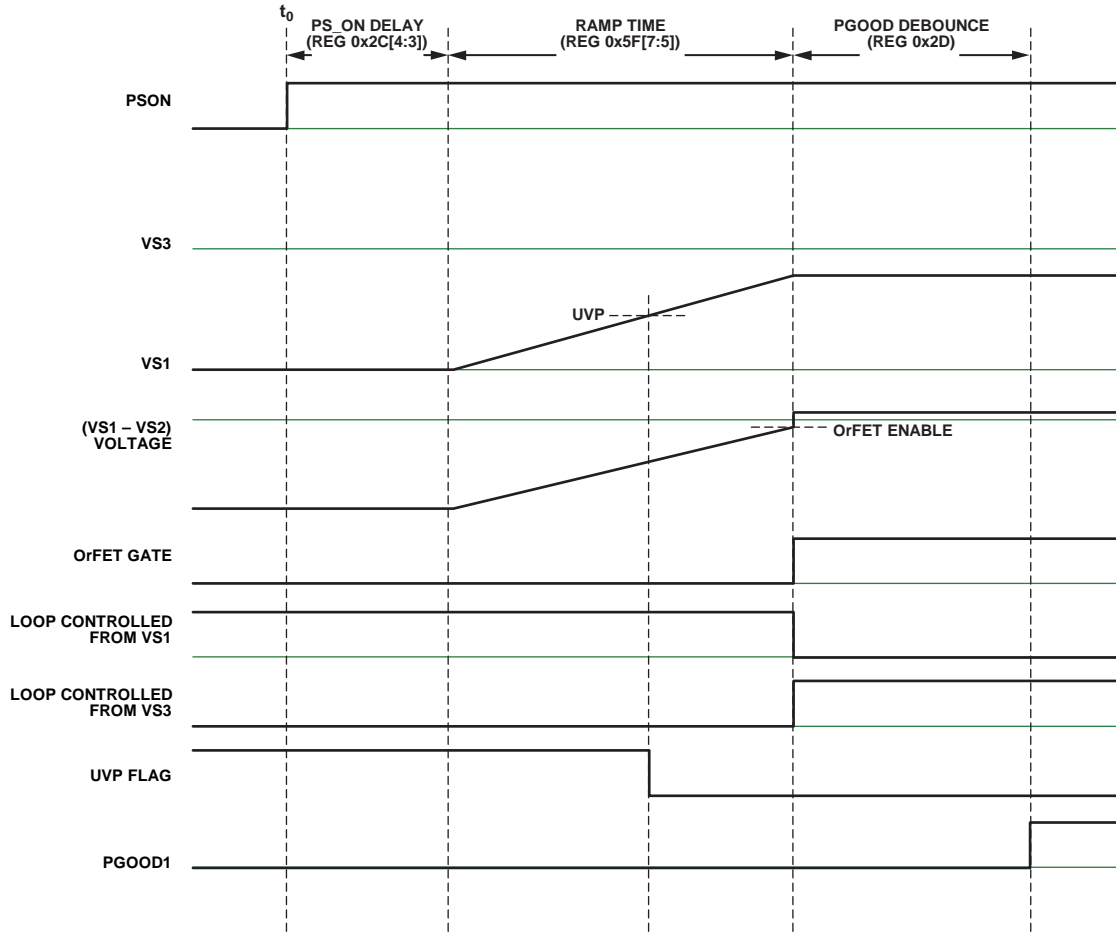 t0
PS_ON DELAY
(REG 0x2C[4:3])
RAMP TIME
(REG 0x5F[7:5])
PGOOD DEBOUNCE
(REG 0x2D)
PSON
VS3
UVP
VS1
(VS1 – VS2)
VOLTAGE
OrFET ENABLE
OrFET GATE
LOOP CONTROLLED
FROM VS1
LOOP CONTROLLED
FROM VS3
UVP FLAG
PGOOD1